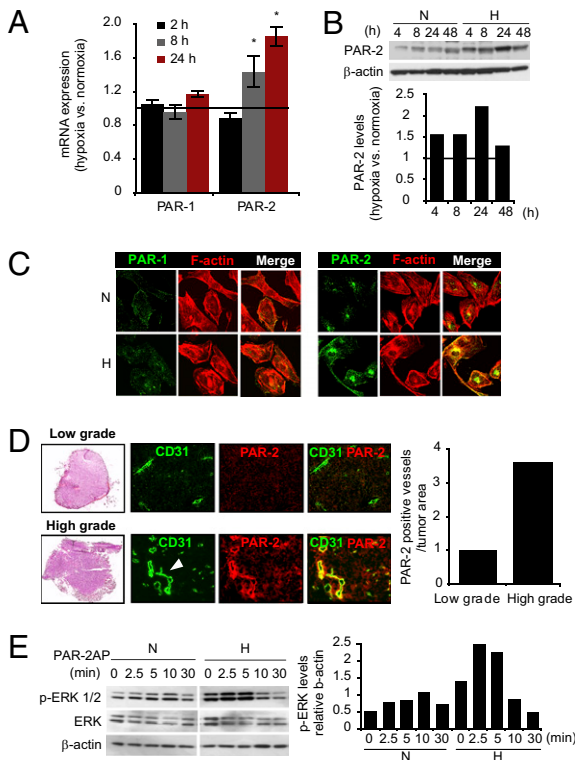 A
mRNA expression
(hypoxia vs. normoxia)
2.0
1.6
1.2
0.8
0.4
0
2 h
8 h
24 h
*
*
PAR-1
PAR-2
B
N
H
(h)
4 8 24 48
4 8 24 48
PAR-2
β-actin
PAR-2 levels
(hypoxia vs. normoxia)
2.5
2
1.5
1
0.5
4 8 24 48
(h)
C
PAR-1 F-actin Merge
PAR-2 F-actin Merge
N
H
D
Low grade
CD31
PAR-2
CD31 PAR-2
High grade
CD31
PAR-2
CD31 PAR-2
PAR-2 positive vessels
/tumor area
4
3
2
1
0
Low grade High grade
E
PAR-2AP
N
H
(min)
0 2.5 5 10 30
0 2.5 5 10 30
p-ERK 1/2
ERK
β-actin
p-ERK levels
relative b-actin
2.5
2
1.5
1
0.5
0
0 2.5 5 10 30 0 2.5 5 10 30 (min)
N
H